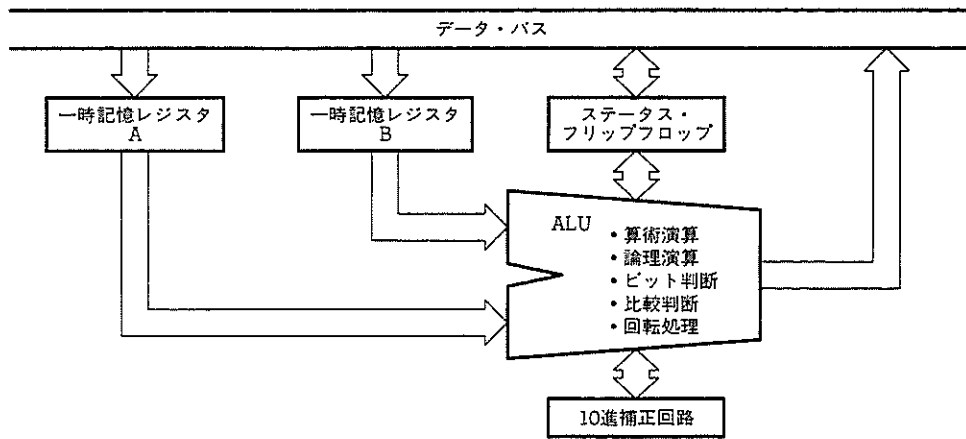 データ・バス
一時記憶レジスタ
A
一時記憶レジスタ
B
ステータス・
フリップフロップ
ALU
・算術演算
・論理演算
・ビット判断
・比較判断
・回転処理
10進補正回路